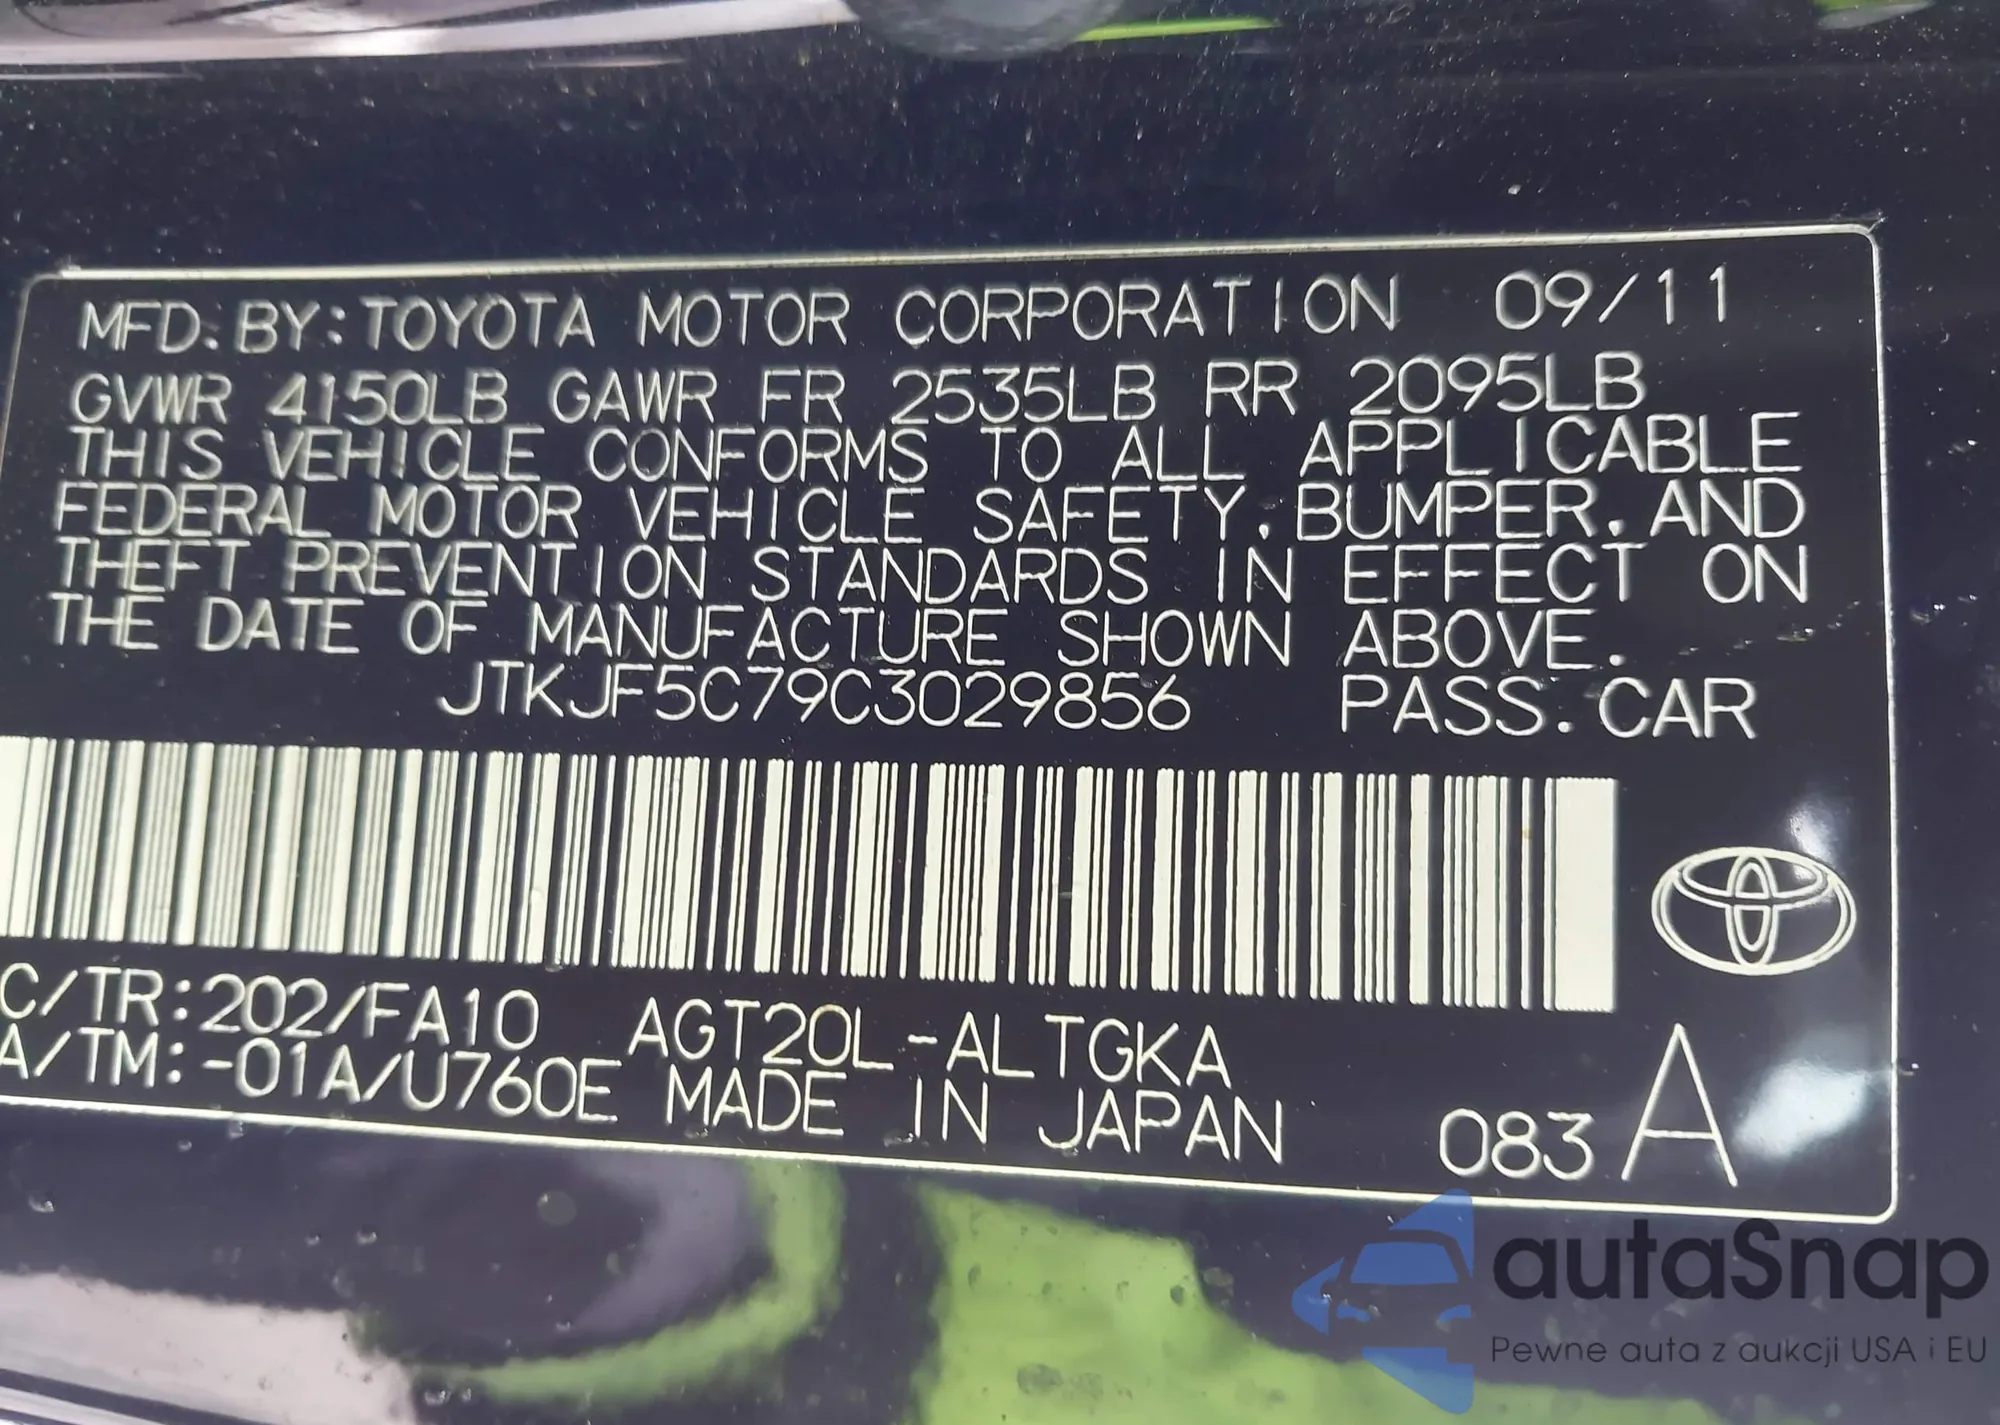 MFD. BY: TOYOTA MOTOR CORPORATION 09/11
GVWR 4150LB GAWR FR 2535LB RR 2095LB
THIS VEHICLE CONFORMS TO ALL APPLICABLE
FEDERAL MOTOR VEHICLE SAFETY, BUMPER, AND
THEFT PREVENTION STANDARDS IN EFFECT ON
THE DATE OF MANUFACTURE SHOWN ABOVE.
JTKJF5C79C3029856 PASS. CAR
C/TR:202/FA10 AGT20L-ALTGKA
A/TM:-01A/U760E MADE IN JAPAN 083 A
autaSnap
Pewne auta z aukcji USA i EU